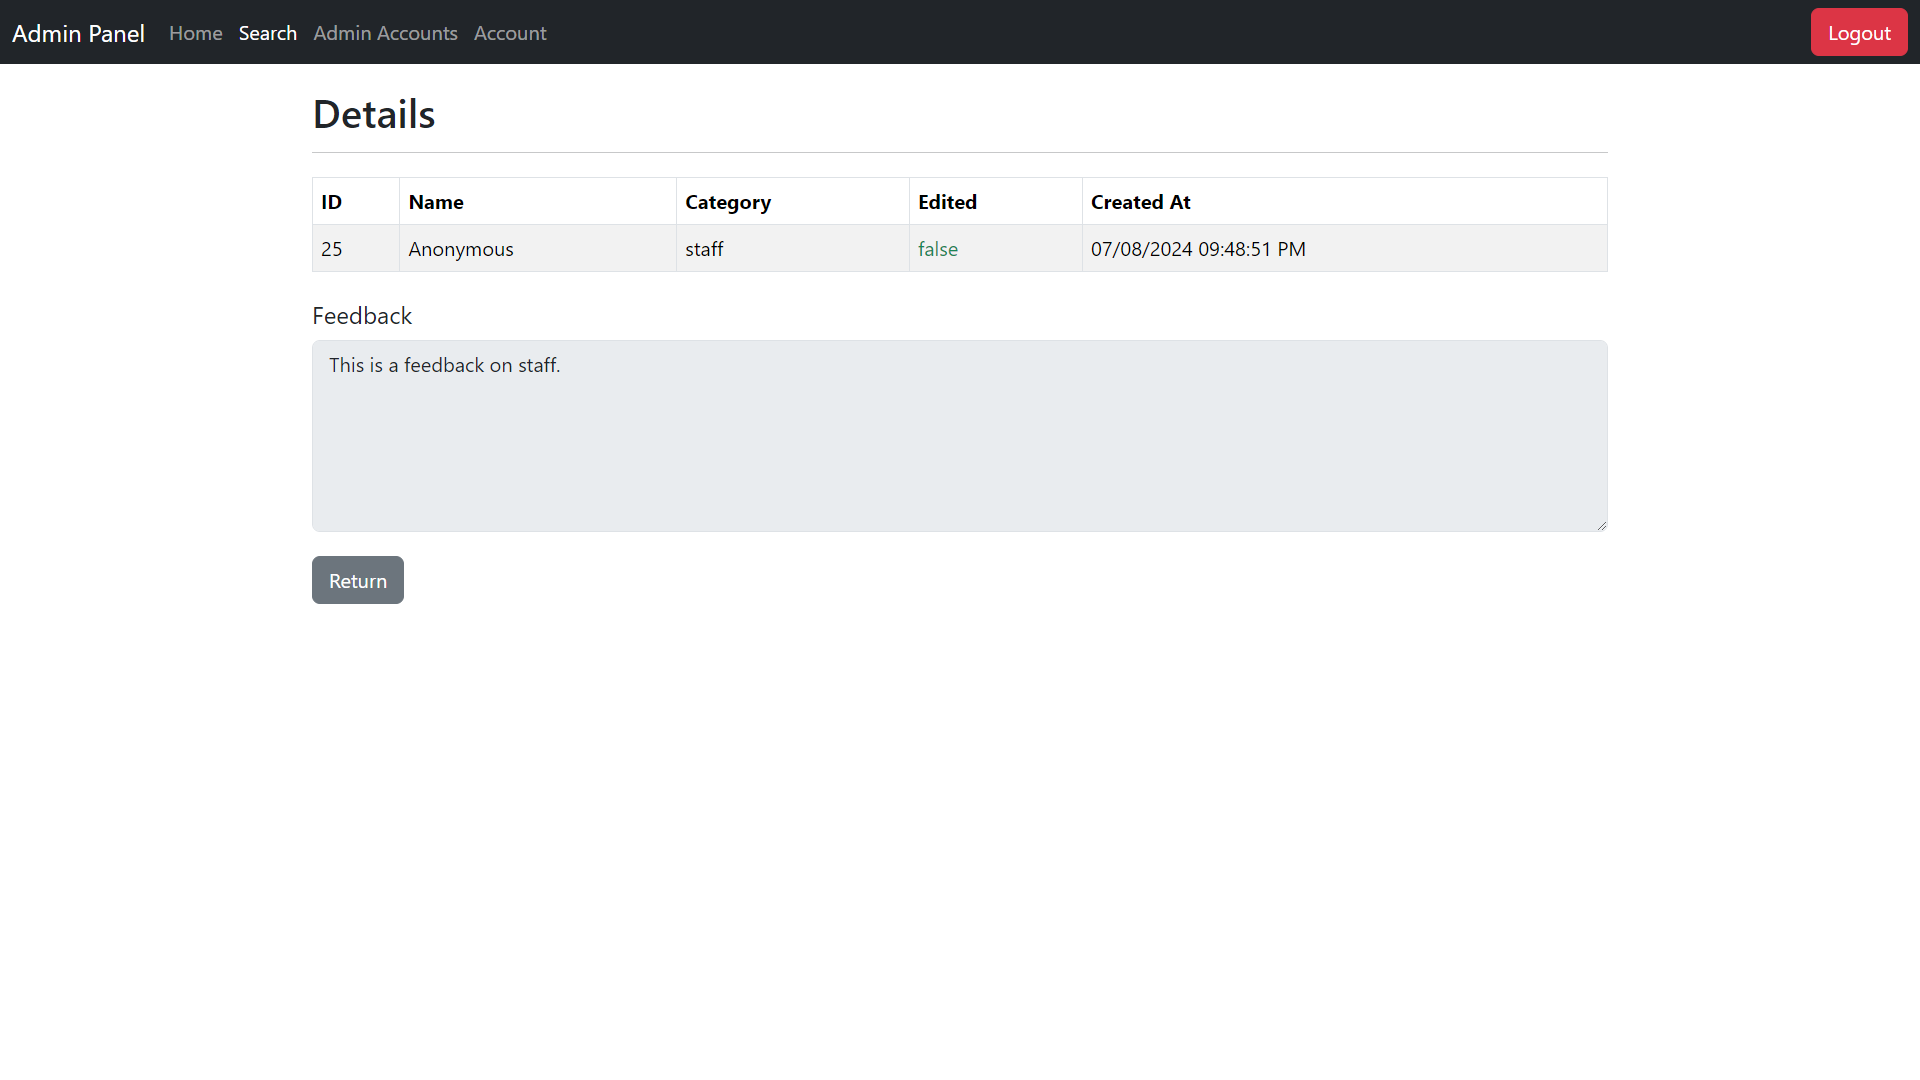 Admin Panel Home Search Admin Accounts Account Logout
Details
ID Name Category Edited Created At
25 Anonymous staff false 07/08/2024 09:48:51 PM
Feedback
This is a feedback on staff.
Return